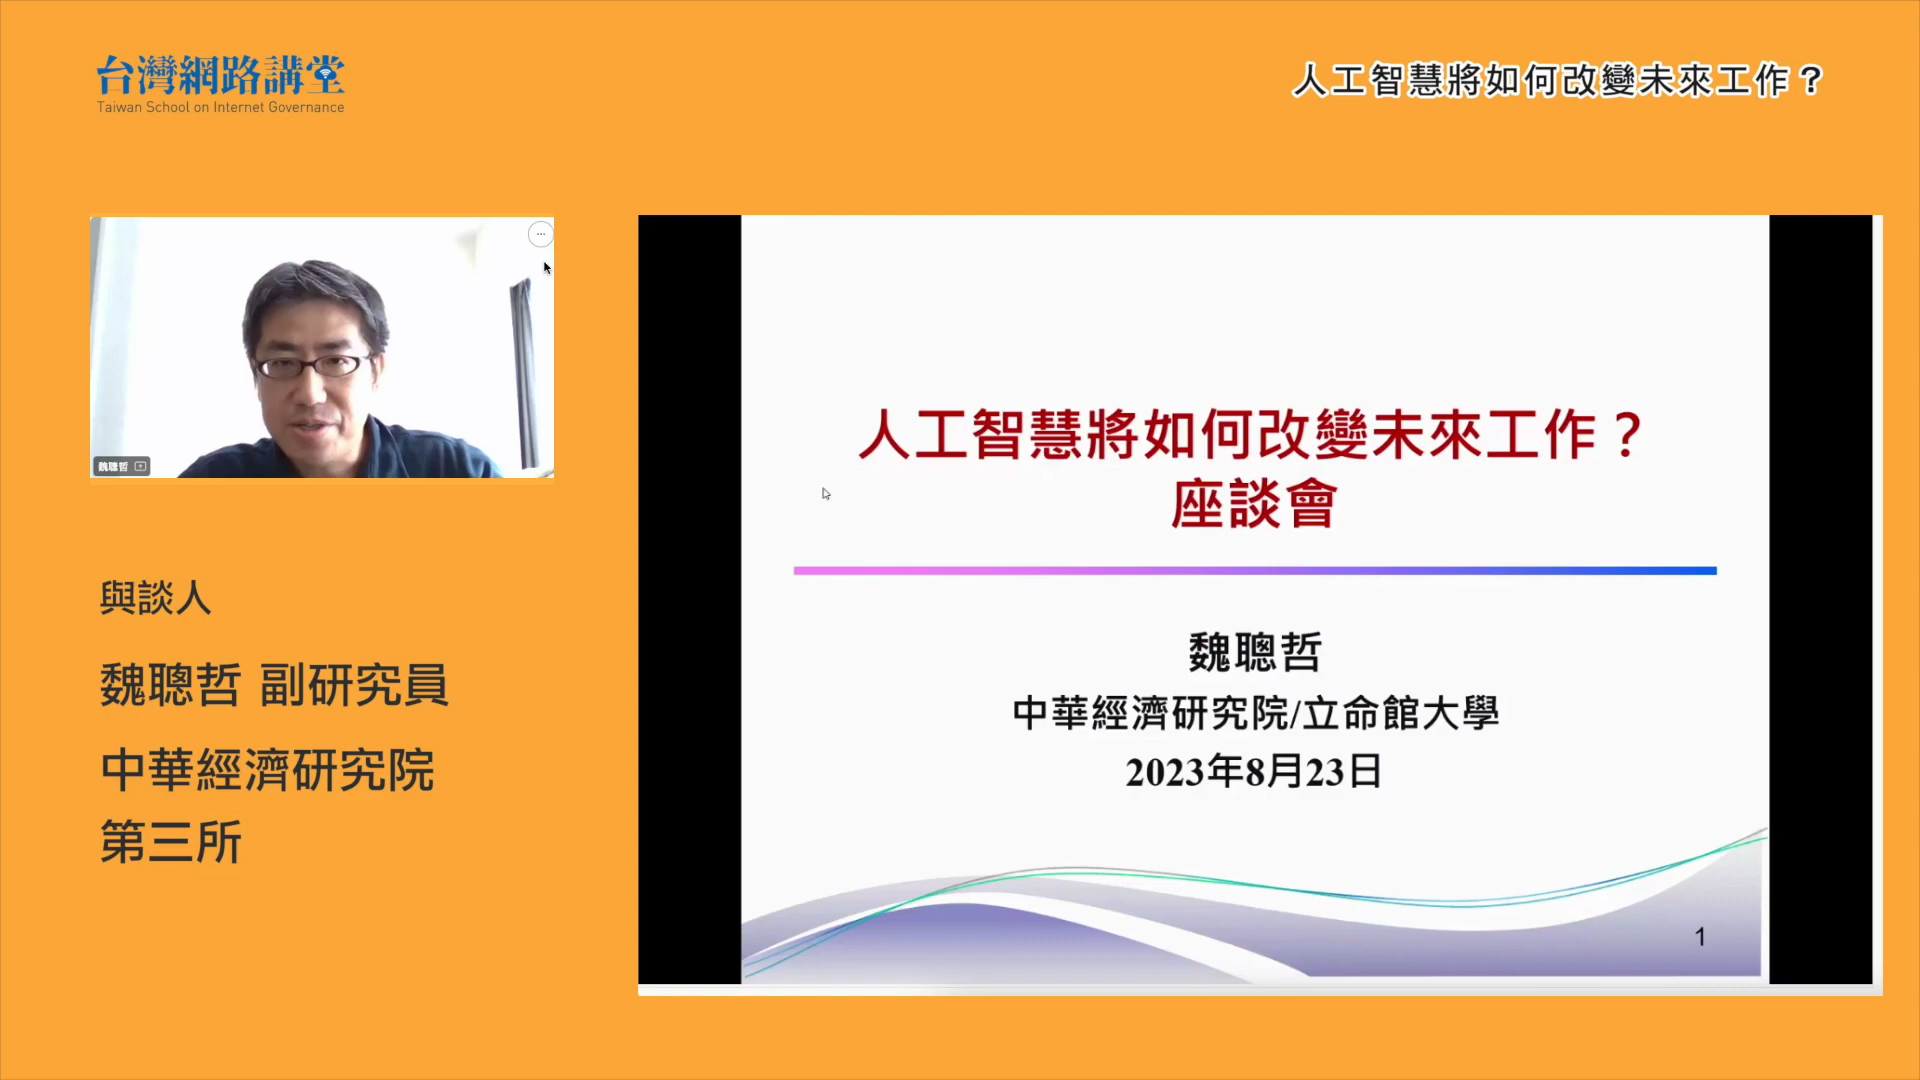 台灣網路講堂
Taiwan School on Internet Governance
人工智慧將如何改變未來工作？
魏聰哲
與談人
魏聰哲 副研究員
中華經濟研究院
第三所
人工智慧將如何改變未來工作？
座談會
魏聰哲
中華經濟研究院/立命館大學
2023年8月23日
1